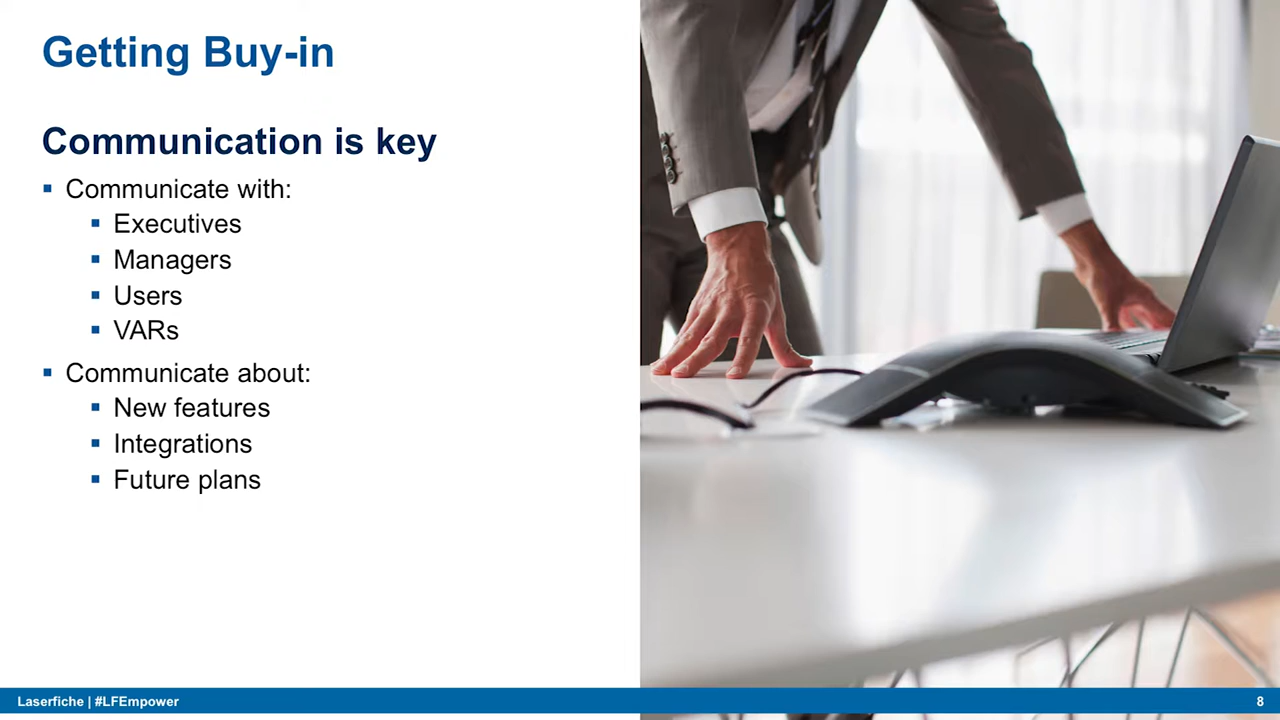 Getting Buy-in
Communication is key
Communicate with:
Executives
Managers
Users
VARs
Communicate about:
New features
Integrations
Future plans
Laserfiche | #LFEmpower
8